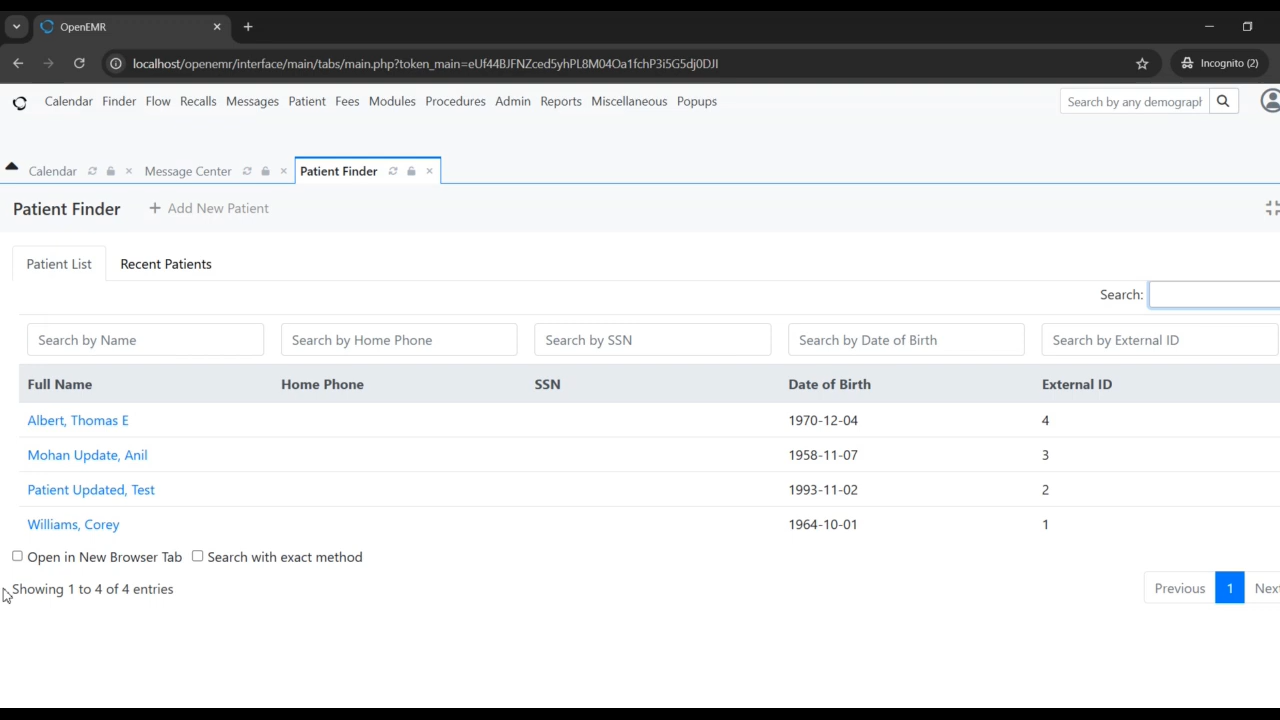 OpenEMR
localhost/openemr/interface/main/tabs/main.php?token_main=eUf44BJFNZced5yhPL8M04Oa1fchP3i5G5dj0DJI
Incognito (2)
Calendar Finder Flow Recalls Messages Patient Fees Modules Procedures Admin Reports Miscellaneous Popups
Search by any demograph
Calendar Message Center Patient Finder
Patient Finder + Add New Patient
Patient List Recent Patients
Search:
Search by Name Search by Home Phone Search by SSN Search by Date of Birth Search by External ID
Full Name Home Phone SSN Date of Birth External ID
Albert, Thomas E 1970-12-04 4
Mohan Update, Anil 1958-11-07 3
Patient Updated, Test 1993-11-02 2
Williams, Corey 1964-10-01 1
Open in New Browser Tab Search with exact method
Showing 1 to 4 of 4 entries
Previous 1 Next